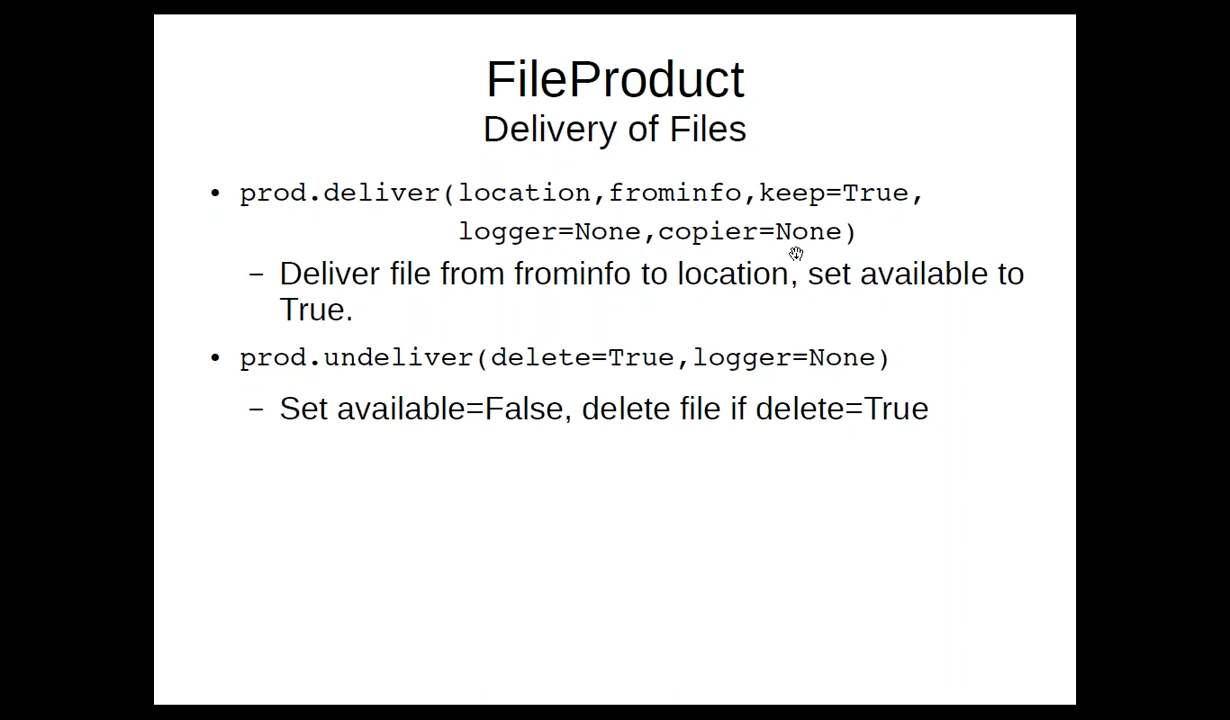 FileProduct
Delivery of Files
• prod.deliver(location,frominfo,keep=True,
logger=None,copier=None)
– Deliver file from frominfo to location, set available to
True.
• prod.undeliver(delete=True,logger=None)
– Set available=False, delete file if delete=True